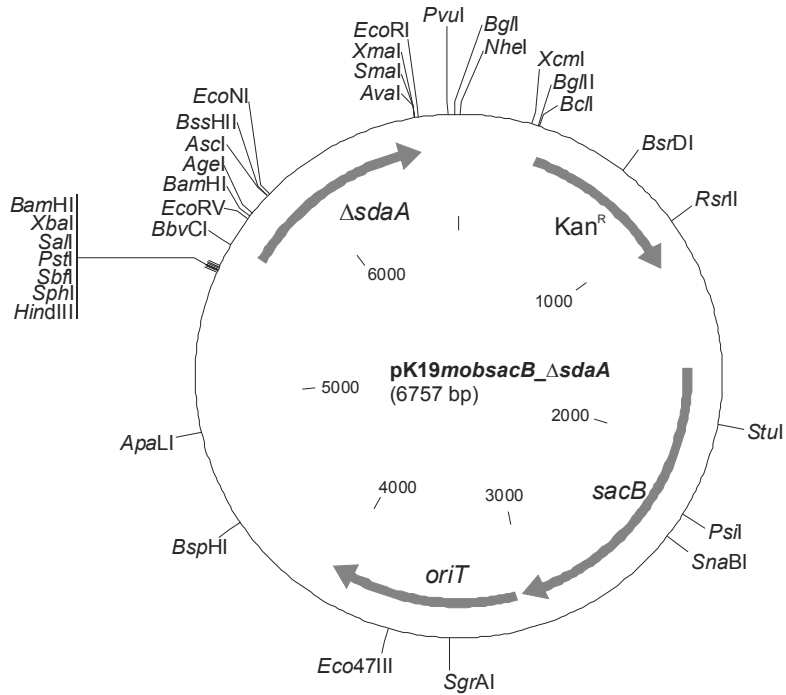 PvuI
BglI
NheI
EcoRI
XmaI
SmaI
AvaI
XcmI
BglII
BclI
EcoNI
BssHII
AscI
AgeI
BamHI
EcoRV
BbvCI
BsrDI
RsrII
BamHI
XbaI
SalI
PstI
SbfI
SphI
HindIII
ΔsdaA
Kan^R
6000
1000
pK19mobsacB_ΔsdaA
(6757 bp)
5000
2000
ApaLI
StuI
4000
3000
sacB
BspHI
PsiI
SnaBI
oriT
Eco47III
SgrAI